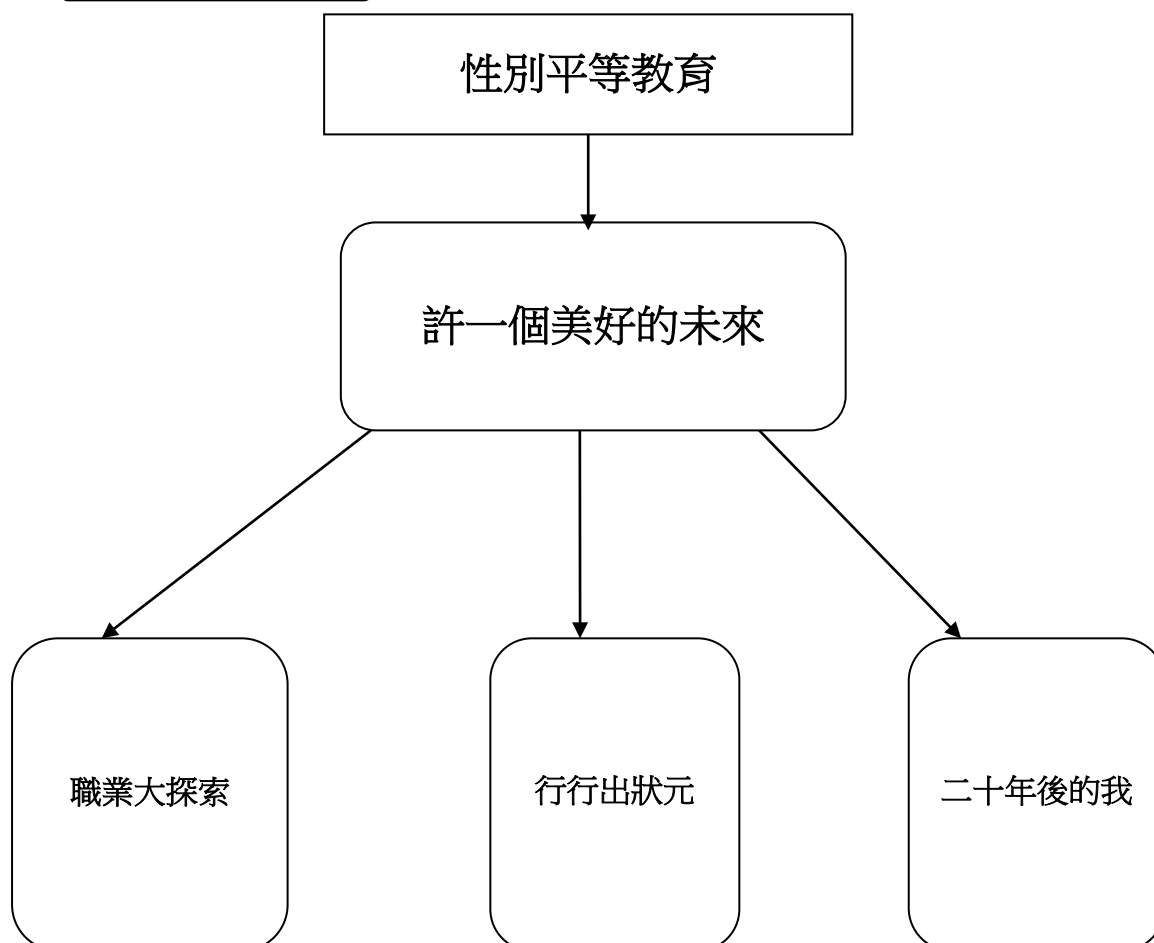 性別平等教育
許一個美好的未來
職業大探索
行行出狀元
二十年後的我